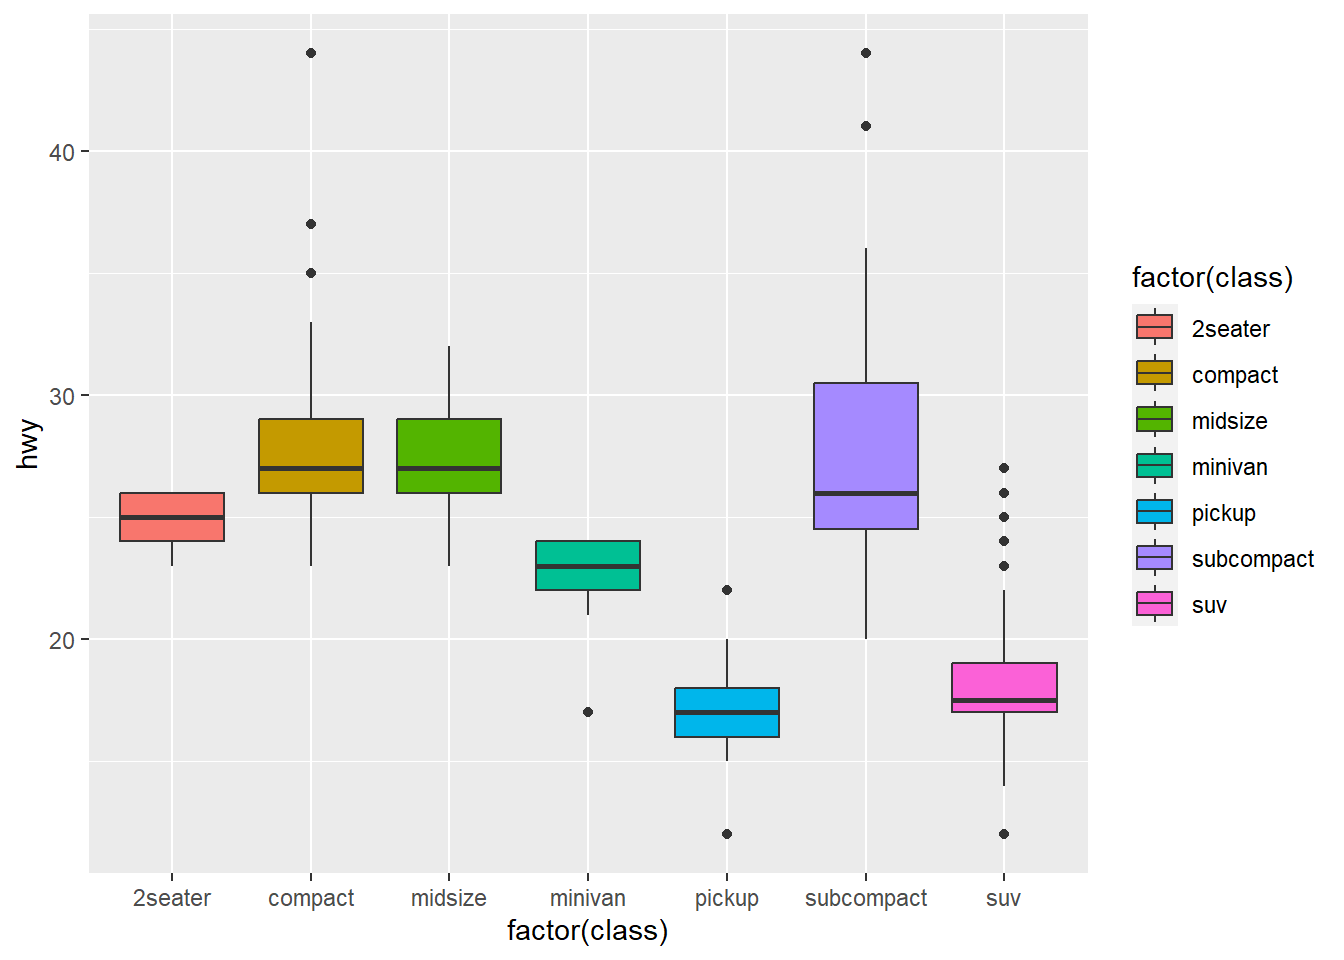 hwy
40
30
20
2seater compact midsize minivan pickup subcompact suv
factor(class)
factor(class)
2seater
compact
midsize
minivan
pickup
subcompact
suv